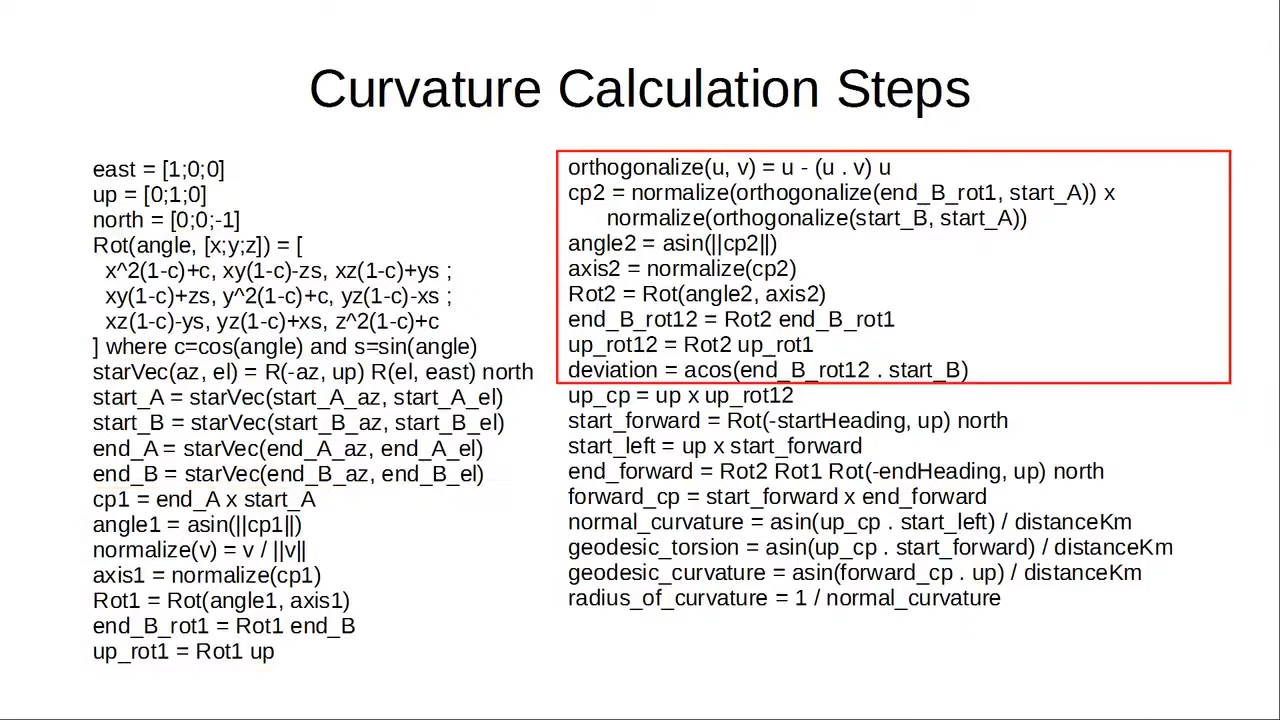 Curvature Calculation Steps
east = [1;0;0]
up = [0;1;0]
north = [0;0;-1]
Rot(angle, [x;y;z]) = [
x^2(1-c)+c, xy(1-c)-zs, xz(1-c)+ys ;
xy(1-c)+zs, y^2(1-c)+c, yz(1-c)-xs ;
xz(1-c)-ys, yz(1-c)+xs, z^2(1-c)+c
] where c=cos(angle) and s=sin(angle)
starVec(az, el) = R(-az, up) R(el, east) north
start_A = starVec(start_A_az, start_A_el)
start_B = starVec(start_B_az, start_B_el)
end_A = starVec(end_A_az, end_A_el)
end_B = starVec(end_B_az, end_B_el)
cp1 = end_A x start_A
angle1 = asin(||cp1||)
normalize(v) = v / ||v||
axis1 = normalize(cp1)
Rot1 = Rot(angle1, axis1)
end_B_rot1 = Rot1 end_B
up_rot1 = Rot1 up
orthogonalize(u, v) = u - (u . v) u
cp2 = normalize(orthogonalize(end_B_rot1, start_A)) x
normalize(orthogonalize(start_B, start_A))
angle2 = asin(||cp2||)
axis2 = normalize(cp2)
Rot2 = Rot(angle2, axis2)
end_B_rot12 = Rot2 end_B_rot1
up_rot12 = Rot2 up_rot1
deviation = acos(end_B_rot12 . start_B)
up_cp = up x up_rot12
start_forward = Rot(-startHeading, up) north
start_left = up x start_forward
end_forward = Rot2 Rot1 Rot(-endHeading, up) north
forward_cp = start_forward x end_forward
normal_curvature = asin(up_cp . start_left) / distanceKm
geodesic_torsion = asin(up_cp . start_forward) / distanceKm
geodesic_curvature = asin(forward_cp . up) / distanceKm
radius_of_curvature = 1 / normal_curvature